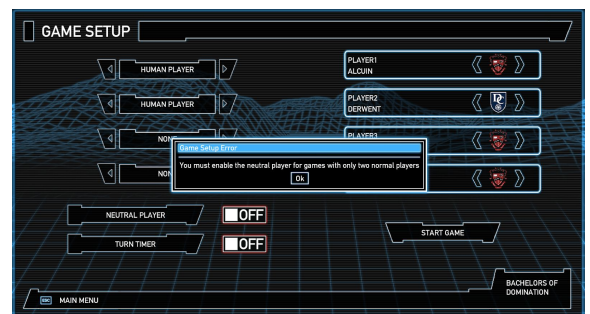 GAME SETUP
HUMAN PLAYER
PLAYER1
ALCUIN
HUMAN PLAYER
PLAYER2
DERWENT
PLAYER3
Game Setup Error
You must enable the neutral player for games with only two normal players
Ok
NEUTRAL PLAYER
OFF
TURN TIMER
OFF
START GAME
BACHELORS OF
DOMINATION
ESC MAIN MENU